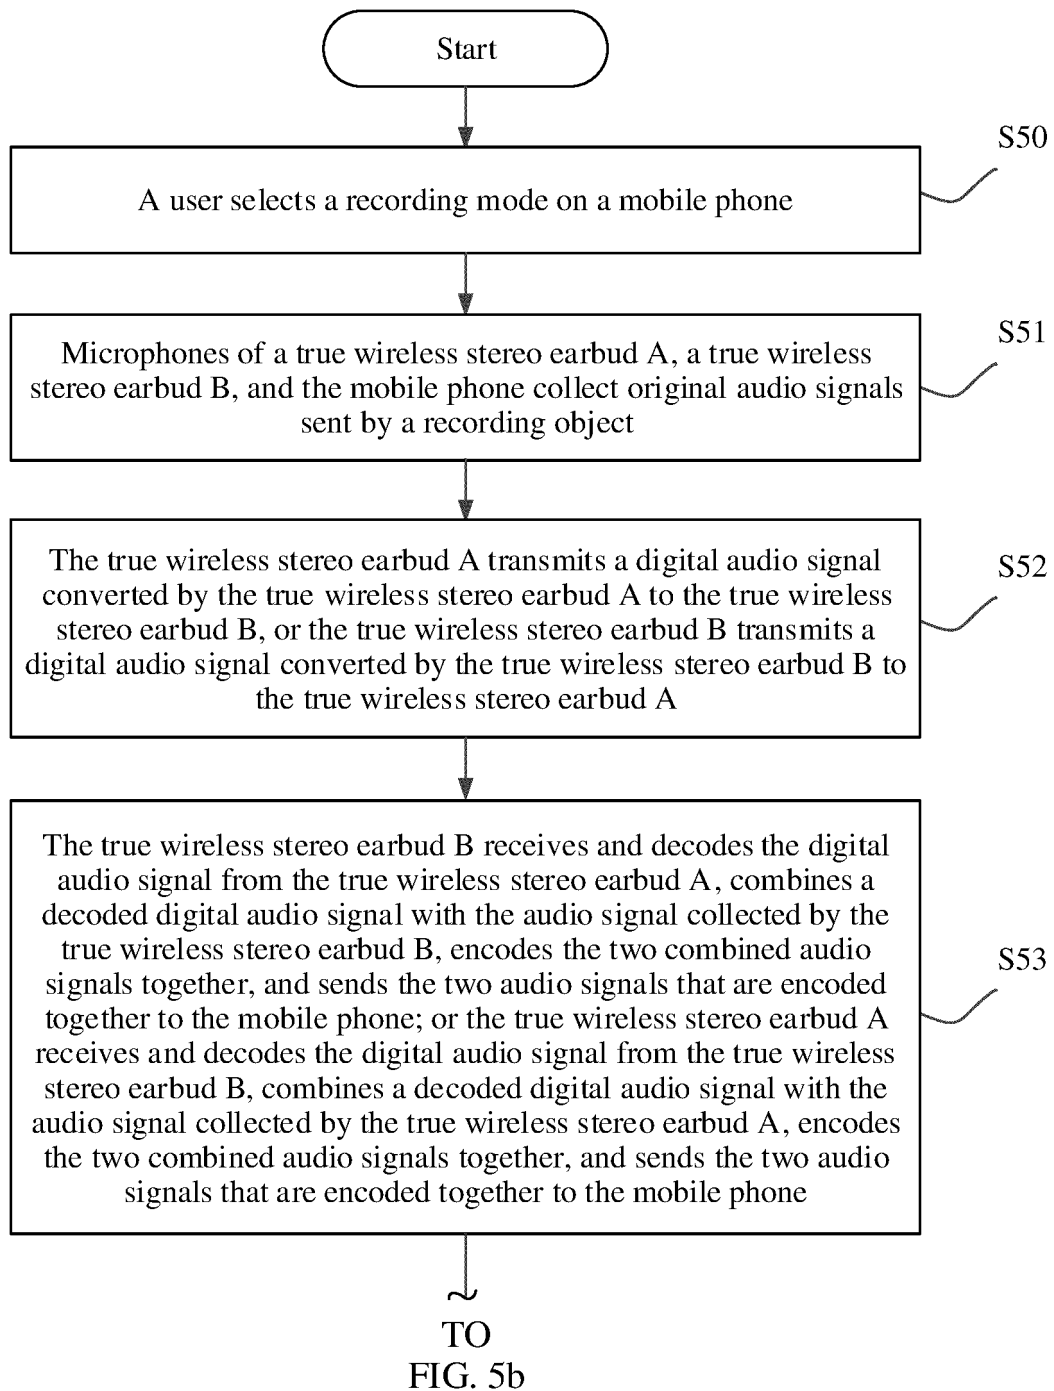 Start
S50
A user selects a recording mode on a mobile phone
S51
Microphones of a true wireless stereo earbud A, a true wireless
stereo earbud B, and the mobile phone collect original audio signals
sent by a recording object
S52
The true wireless stereo earbud A transmits a digital audio signal
converted by the true wireless stereo earbud A to the true wireless
stereo earbud B, or the true wireless stereo earbud B transmits a
digital audio signal converted by the true wireless stereo earbud B to
the true wireless stereo earbud A
S53
The true wireless stereo earbud B receives and decodes the digital
audio signal from the true wireless stereo earbud A, combines a
decoded digital audio signal with the audio signal collected by the
true wireless stereo earbud B, encodes the two combined audio
signals together, and sends the two audio signals that are encoded
together to the mobile phone; or the true wireless stereo earbud A
receives and decodes the digital audio signal from the true wireless
stereo earbud B, combines a decoded digital audio signal with the
audio signal collected by the true wireless stereo earbud A, encodes
the two combined audio signals together, and sends the two audio
signals that are encoded together to the mobile phone
TO
FIG. 5b